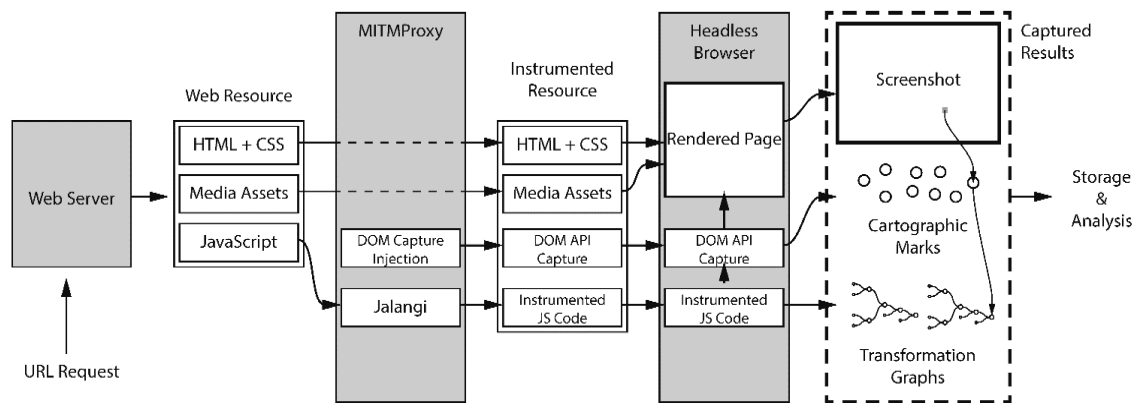 MITMProxy
Headless
Browser
Captured
Results
Web Resource
Instrumented
Resource
Screenshot
Web Server
HTML + CSS
HTML + CSS
Rendered Page
Media Assets
Media Assets
Storage
&
Analysis
JavaScript
DOM Capture
Injection
DOM API
Capture
DOM API
Capture
Cartographic
Marks
Jalangi
Instrumented
JS Code
Instrumented
JS Code
URL Request
Transformation
Graphs